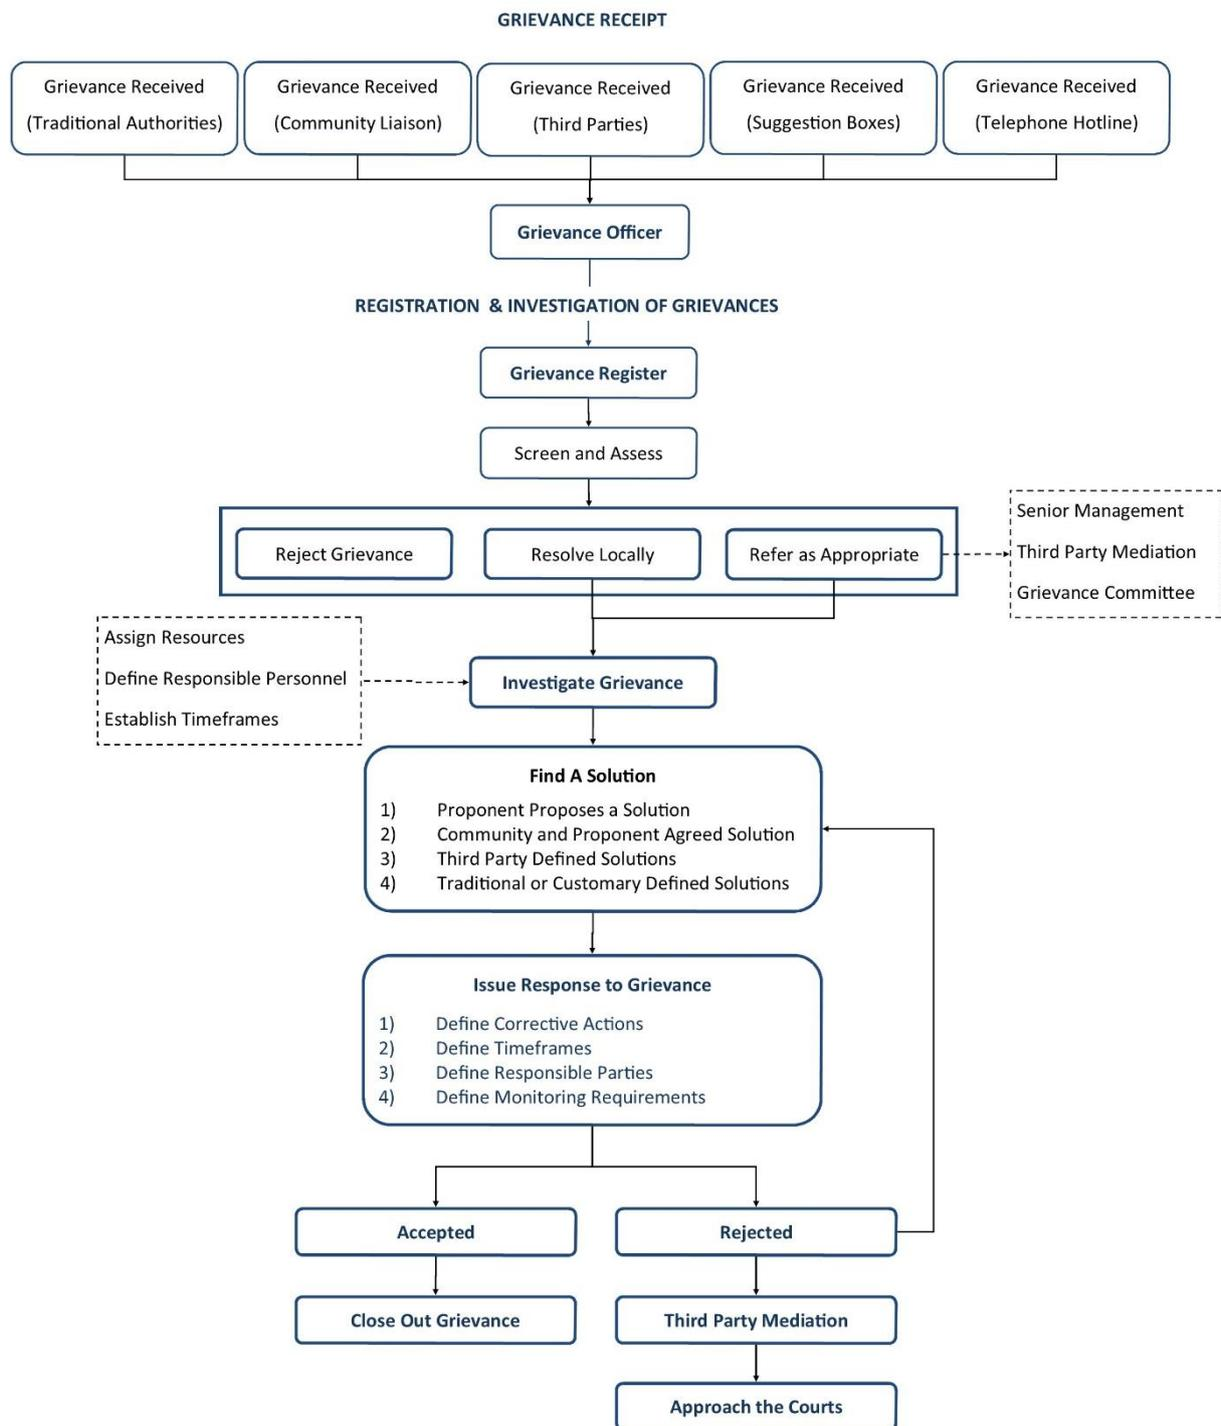 GRIEVANCE RECEIPT
Grievance Received
(Traditional Authorities)
Grievance Received
(Community Liaison)
Grievance Received
(Third Parties)
Grievance Received
(Suggestion Boxes)
Grievance Received
(Telephone Hotline)
Grievance Officer
REGISTRATION & INVESTIGATION OF GRIEVANCES
Grievance Register
Screen and Assess
Reject Grievance
Resolve Locally
Refer as Appropriate
Senior Management
Third Party Mediation
Grievance Committee
Assign Resources
Define Responsible Personnel
Establish Timeframes
Investigate Grievance
Find A Solution
1) Proponent Proposes a Solution
2) Community and Proponent Agreed Solution
3) Third Party Defined Solutions
4) Traditional or Customary Defined Solutions
Issue Response to Grievance
1) Define Corrective Actions
2) Define Timeframes
3) Define Responsible Parties
4) Define Monitoring Requirements
Accepted
Rejected
Close Out Grievance
Third Party Mediation
Approach the Courts